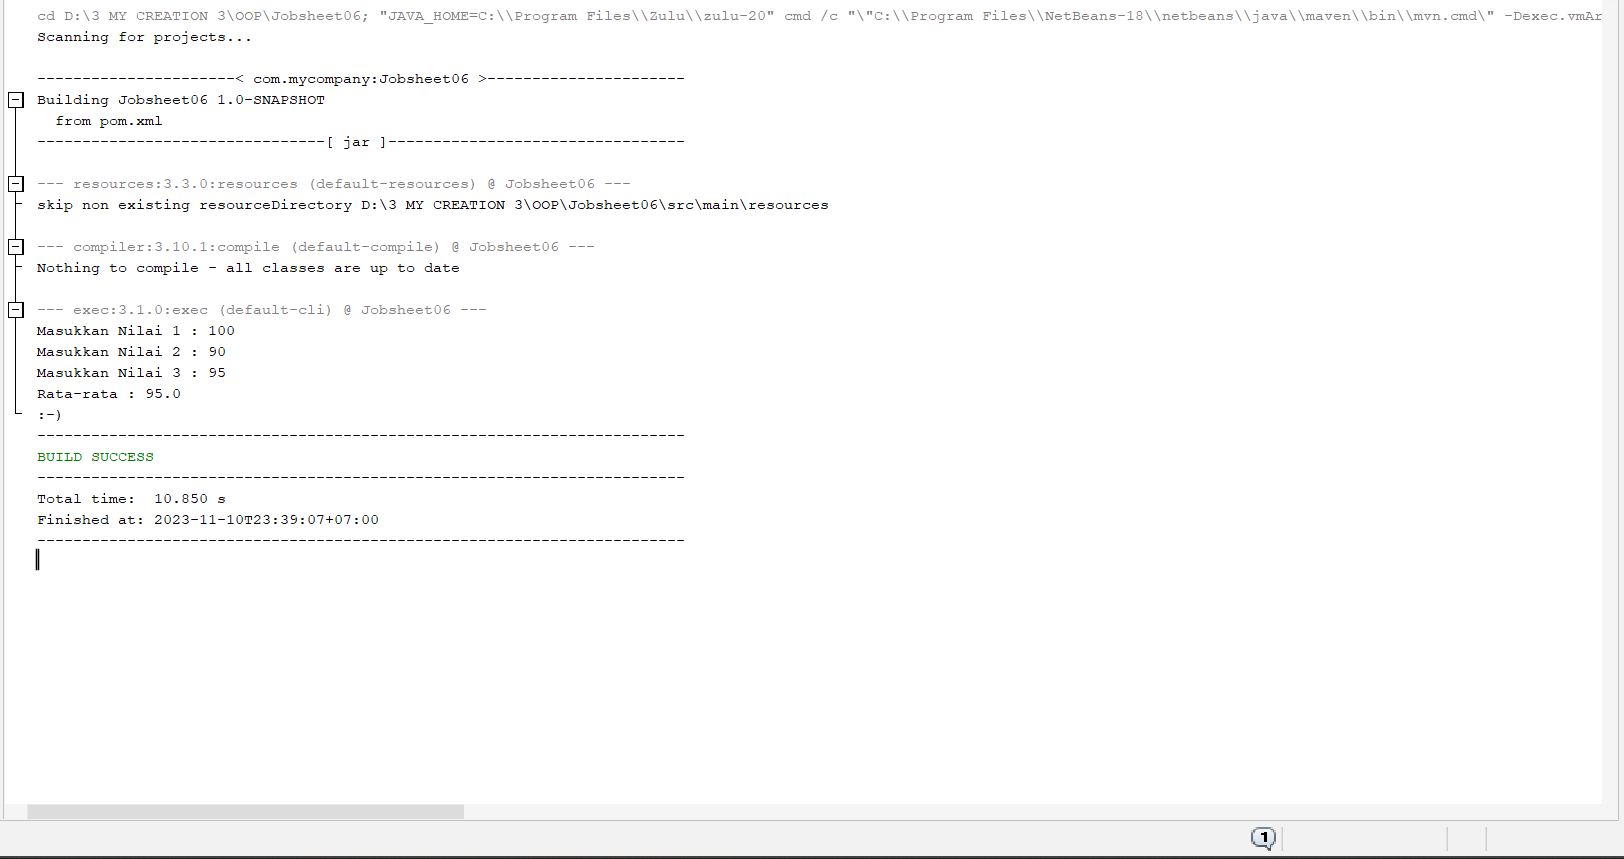 cd D:\3 MY CREATION 3\OOP\Jobsheet06; "JAVA_HOME=C:\\Program Files\\Zulu\\zulu-20" cmd /c "\"C:\\Program Files\\NetBeans-18\\netbeans\\java\\maven\\bin\\mvn.cmd\" -Dexec.vmAr
Scanning for projects...
----------------------< com.mycompany:Jobsheet06 >----------------------
Building Jobsheet06 1.0-SNAPSHOT
  from pom.xml
--------------------------------[ jar ]---------------------------------
--- resources:3.3.0:resources (default-resources) @ Jobsheet06 ---
skip non existing resourceDirectory D:\3 MY CREATION 3\OOP\Jobsheet06\src\main\resources
--- compiler:3.10.1:compile (default-compile) @ Jobsheet06 ---
Nothing to compile - all classes are up to date
--- exec:3.1.0:exec (default-cli) @ Jobsheet06 ---
Masukkan Nilai 1 : 100
Masukkan Nilai 2 : 90
Masukkan Nilai 3 : 95
Rata-rata : 95.0
:-)
------------------------------------------------------------------------
BUILD SUCCESS
------------------------------------------------------------------------
Total time:  10.850 s
Finished at: 2023-11-10T23:39:07+07:00
------------------------------------------------------------------------
1